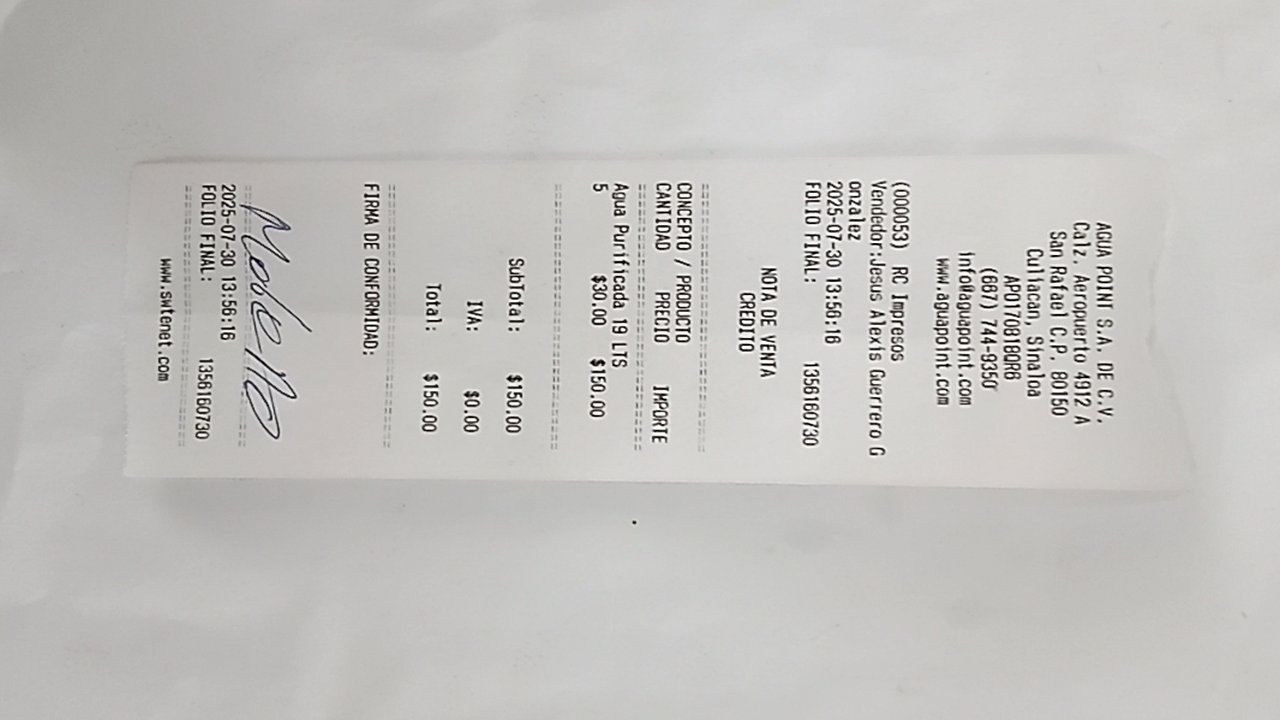 AGUA POINT S.A. DE C.V.
Calz. Aeropuerto 4912 A
San Rafael C.P. 80150
Culiacan, Sinaloa
APO170818QR6
(667) 744-9350
info@aguapoint.com
www.aguapoint.com
(000053) RC Impresos
Vendedor:Jesus Alexis Guerrero G
onzalez
2025-07-30 13:56:16
FOLIO FINAL: 1356160730
NOTA DE VENTA
CREDITO
CONCEPTO / PRODUCTO
CANTIDAD PRECIO IMPORTE
Agua Purificada 19 LTS
5 $30.00 $150.00
SubTotal: $150.00
IVA: $0.00
Total: $150.00
FIRMA DE CONFORMIDAD:
2025-07-30 13:56:16
FOLIO FINAL: 1356160730
www.swtenet.com